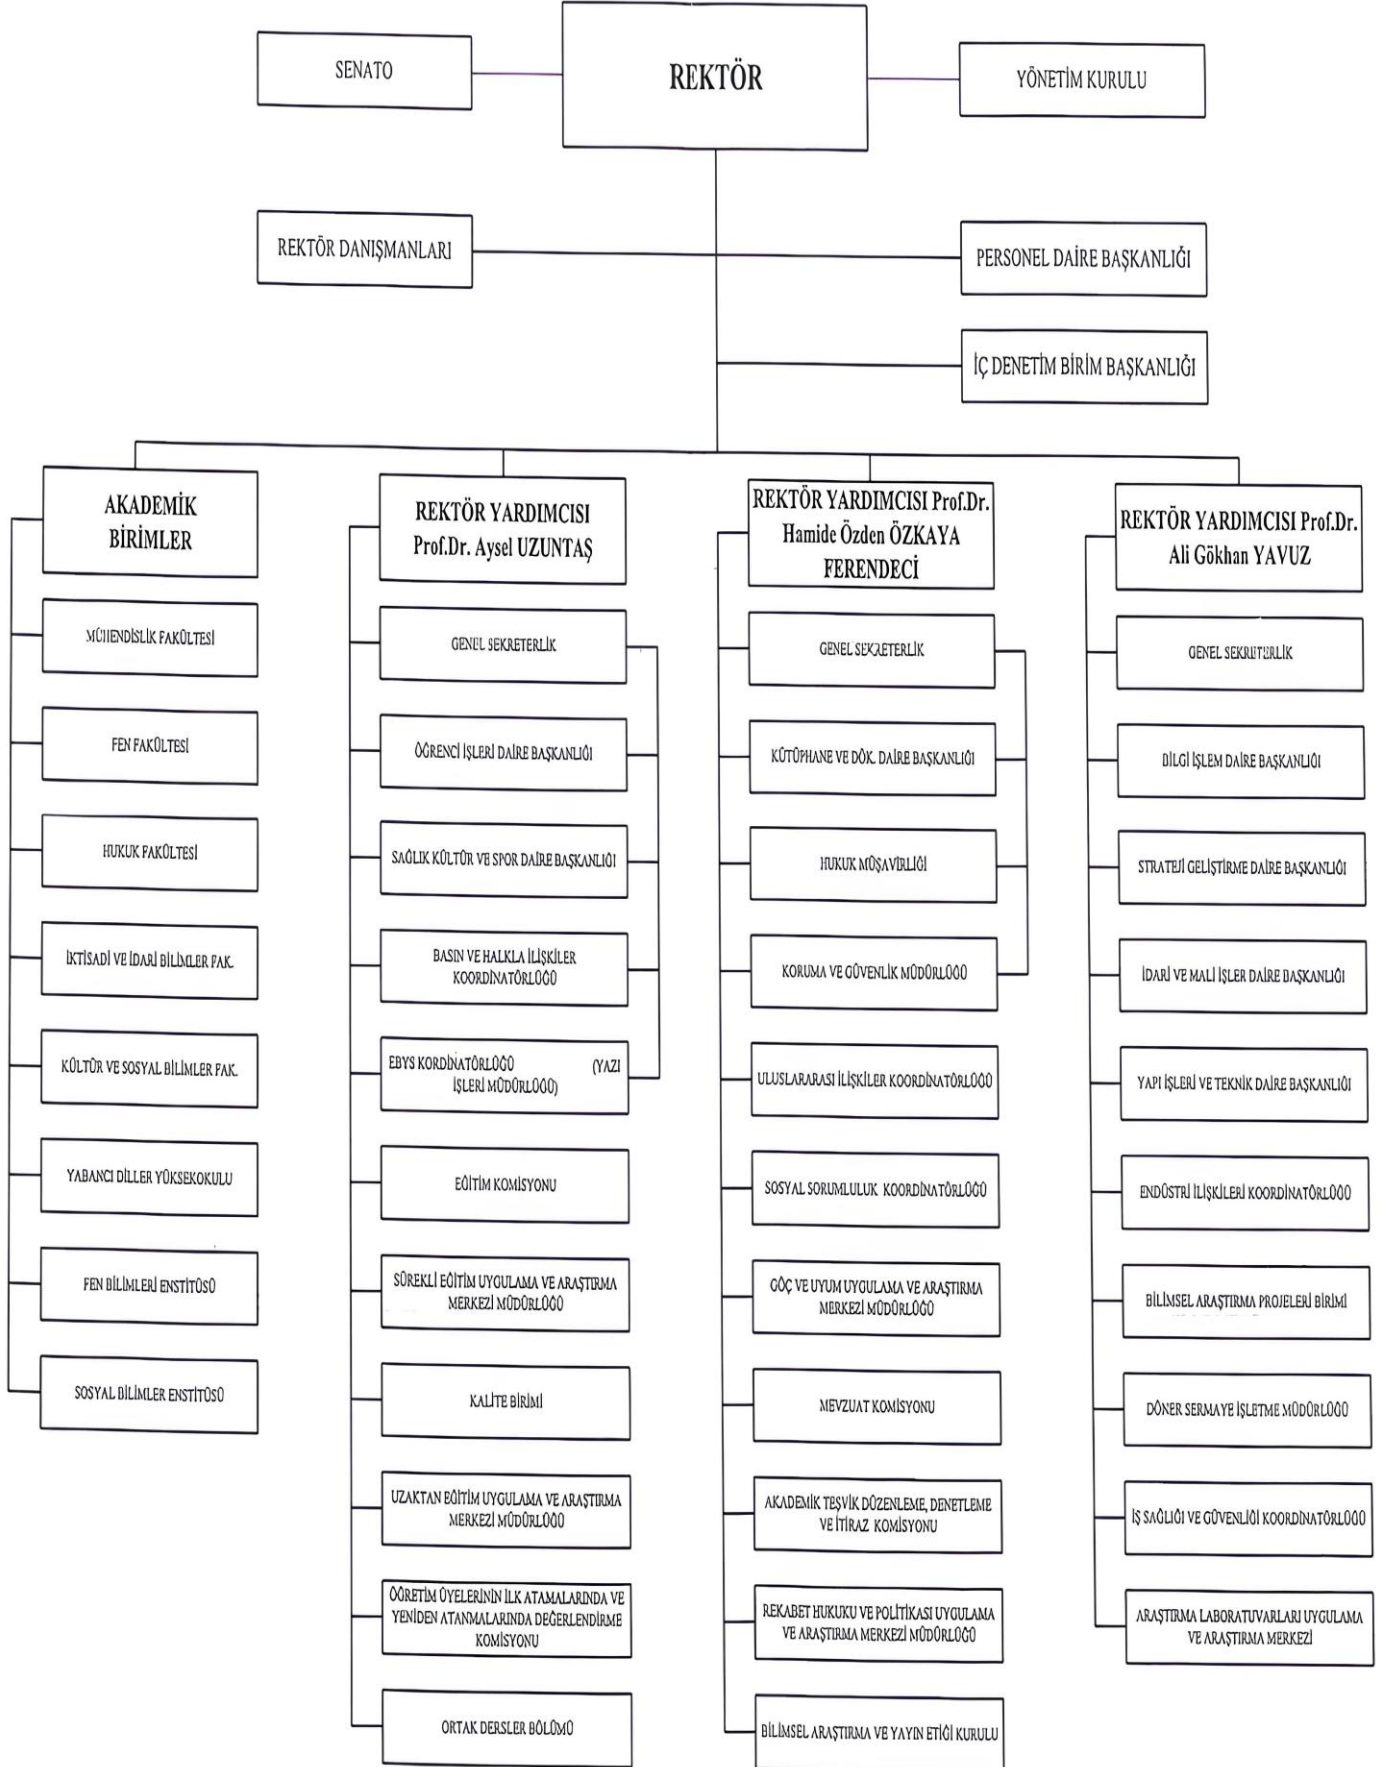 SENATO
REKTÖR
YÖNETİM KURULU
REKTÖR DANIŞMANLARI
PERSONEL DAİRE BAŞKANLIĞI
İÇ DENETİM BİRİM BAŞKANLIĞI
AKADEMİK
BİRİMLER
MÜHENDİSLİK FAKÜLTESİ
FEN FAKÜLTESİ
HUKUK FAKÜLTESİ
İKTİSADİ VE İDARİ BİLİMLER FAK.
KÜLTÜR VE SOSYAL BİLİMLER FAK.
YABANCI DİLLER YÜKSEKOKULU
FEN BİLİMLERİ ENSTİTÜSÜ
SOSYAL BİLİMLER ENSTİTÜSÜ
REKTÖR YARDIMCISI
Prof.Dr. Aysel UZUNTAŞ
GENEL SEKRETERLİK
ÖĞRENCİ İŞLERİ DAİRE BAŞKANLIĞI
SAĞLIK KÜLTÜR VE SPOR DAİRE BAŞKANLIĞI
BASIN VE HALKLA İLİŞKİLER
KOORDİNATÖRLÜĞÜ
EBYS KORDİNATÖRLÜĞÜ (YAZI
İŞLERİ MÜDÜRLÜĞÜ)
EĞİTİM KOMİSYONU
SÜREKLİ EĞİTİM UYGULAMA VE ARAŞTIRMA
MERKEZİ MÜDÜRLÜĞÜ
KALİTE BİRİMİ
UZAKTAN EĞİTİM UYGULAMA VE ARAŞTIRMA
MERKEZİ MÜDÜRLÜĞÜ
ÖĞRETİM ÜYELERİNİN İLK ATAMALARINDA VE
YENİDEN ATANMALARINDA DEĞERLENDİRME
KOMİSYONU
ORTAK DERSLER BÖLÜMÜ
REKTÖR YARDIMCISI Prof.Dr.
Hamide Özden ÖZKAYA
FERENDECİ
GENEL SEKRETERLİK
KÜTÜPHANE VE DÖK. DAİRE BAŞKANLIĞI
HUKUK MÜŞAVİRLİĞİ
KORUMA VE GÜVENLİK MÜDÜRLÜĞÜ
ULUSLARARASI İLİŞKİLER KOORDİNATÖRLÜĞÜ
SOSYAL SORUMLULUK KOORDİNATÖRLÜĞÜ
GÖÇ VE UYUM UYGULAMA VE ARAŞTIRMA
MERKEZİ MÜDÜRLÜĞÜ
MEVZUAT KOMİSYONU
AKADEMİK TEŞVİK DÜZENLEME, DENETLEME
VE İTİRAZ KOMİSYONU
REKABET HUKUKU VE POLİTİKASI UYGULAMA
VE ARAŞTIRMA MERKEZİ MÜDÜRLÜĞÜ
BİLİMSEL ARAŞTIRMA VE YAYIN ETİĞİ KURULU
REKTÖR YARDIMCISI Prof.Dr.
Ali Gökhan YAVUZ
GENEL SEKRETERLİK
BİLGİ İŞLEM DAİRE BAŞKANLIĞI
STRATEJİ GELİŞTİRME DAİRE BAŞKANLIĞI
İDARİ VE MALİ İŞLER DAİRE BAŞKANLIĞI
YAPI İŞLERİ VE TEKNİK DAİRE BAŞKANLIĞI
ENDÜSTRİ İLİŞKİLERİ KOORDİNATÖRLÜĞÜ
BİLİMSEL ARAŞTIRMA PROJELERİ BİRİMİ
DÖNER SERMAYE İŞLETME MÜDÜRLÜĞÜ
İŞ SAĞLIĞI VE GÜVENLİĞİ KOORDİNATÖRLÜĞÜ
ARAŞTIRMA LABORATUVARLARI UYGULAMA
VE ARAŞTIRMA MERKEZİ